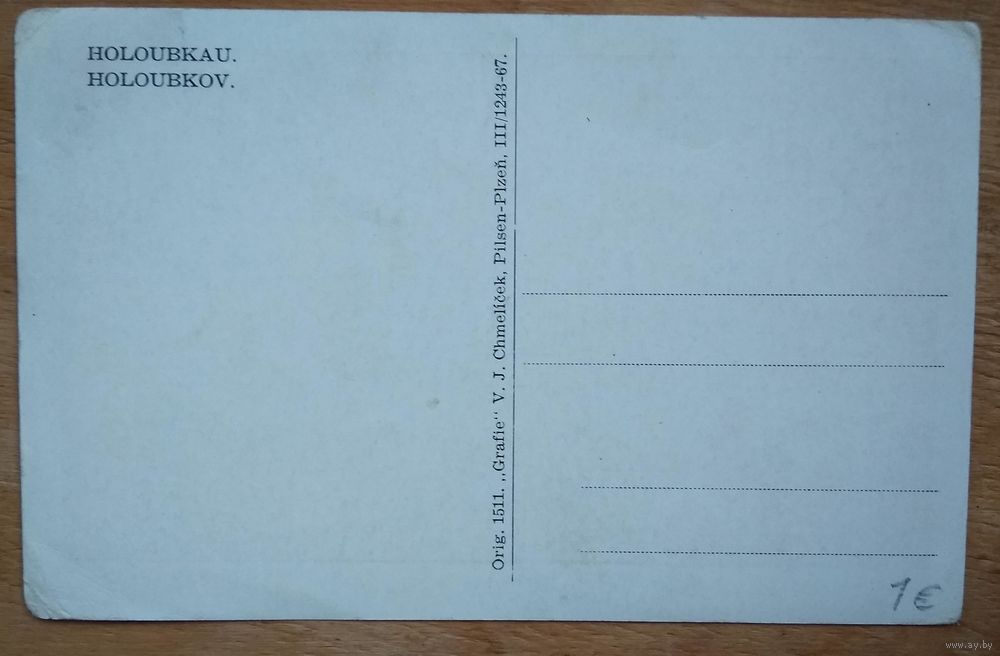 HOLOUBKAU.
HOLOUBKOV.
Orig. 1511. „Grafie“ V. J. Chmelíček, Pilsen-Plzeň, III/1243-67.
1€
www.ay.by